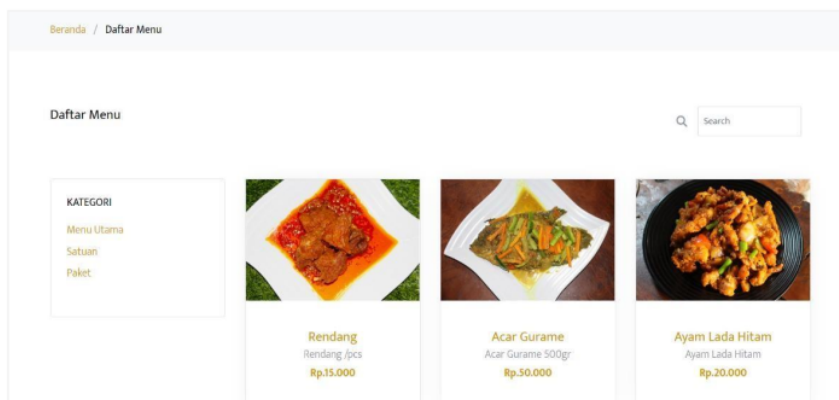 Beranda / Daftar Menu
Daftar Menu
Search
KATEGORI
Menu Utama
Satuan
Paket
Rendang
Rendang /pcs
Rp.15.000
Acar Gurame
Acar Gurame 500gr
Rp.50.000
Ayam Lada Hitam
Ayam Lada Hitam
Rp.20.000